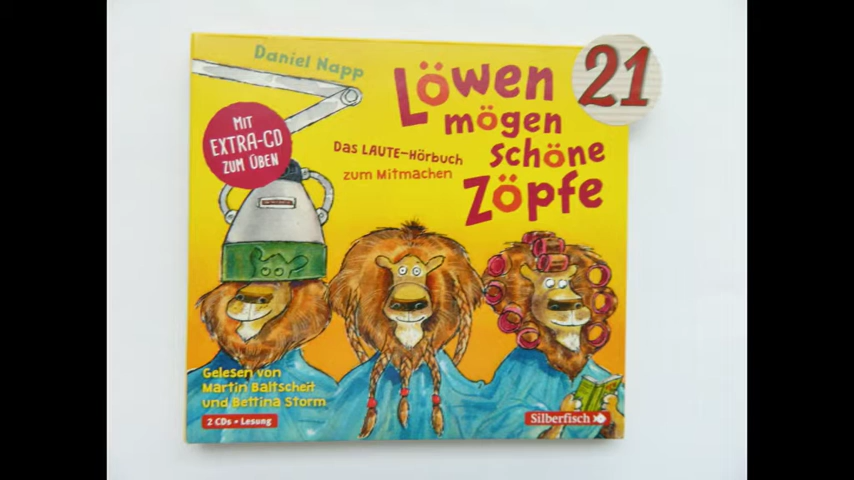 Daniel Napp
21
Löwen
mögen
schöne
Zöpfe
MIT
EXTRA-CD
ZUM ÜBEN
Das LAUTE-Hörbuch
zum Mitmachen
Gelesen von
Martin Baltscheit
und Bettina Storm
2 CDs • Lesung
Silberfisch